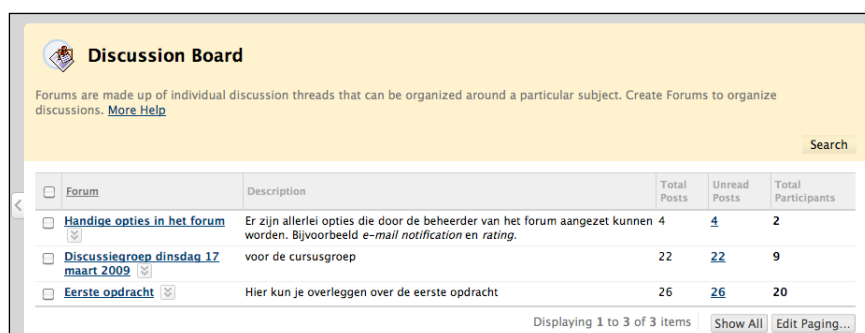 Discussion Board
Forums are made up of individual discussion threads that can be organized around a particular subject. Create Forums to organize
discussions. More Help
Search
Forum Description Total Posts Unread Posts Total Participants
Handige opties in het forum Er zijn allerlei opties die door de beheerder van het forum aangezet kunnen 4 4 2
worden. Bijvoorbeeld e-mail notification en rating.
Discussiegroep dinsdag 17 voor de cursusgroep 22 22 9
maart 2009
Eerste opdracht Hier kun je overleggen over de eerste opdracht 26 26 20
Displaying 1 to 3 of 3 items Show All Edit Paging...